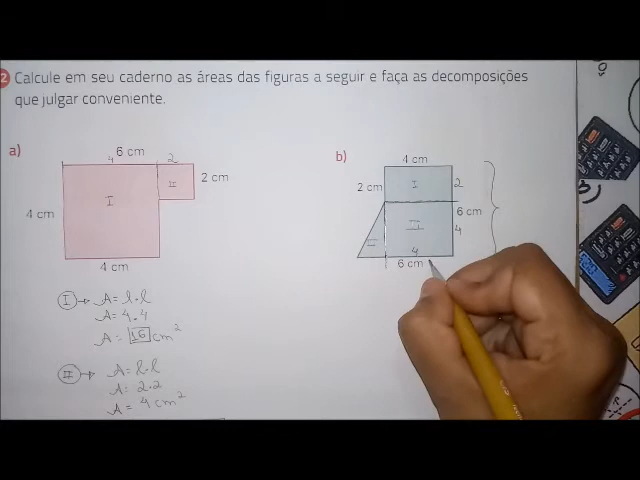 2 Calcule em seu caderno as áreas das figuras a seguir e faça as decomposições
que julgar conveniente.
a)
6 cm
4 2
I II
2 cm
4 cm
4 cm
I → A = l . l
A = 4 . 4
A = 16 cm²
II → A = l . l
A = 2 . 2
A = 4 cm²
b)
4 cm
2 cm I 2
6 cm
4
4
6 cm